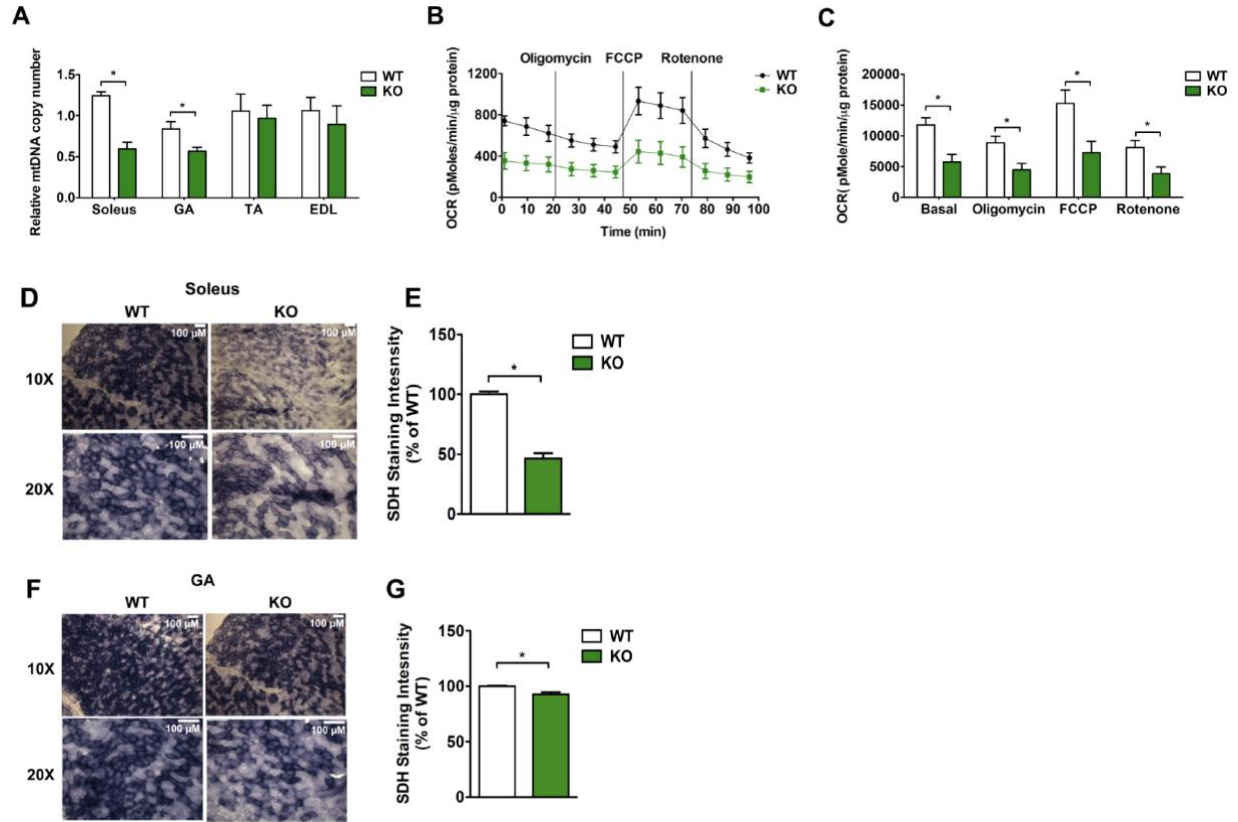 A
Relative mtDNA copy number
1.5
1.0
0.5
0.0
*
*
Soleus
GA
TA
EDL
WT
KO
B
Oligomycin
FCCP
Rotenone
OCR (pMoles/min/μg protein)
1200
800
400
0
0
10
20
30
40
50
60
70
80
90
100
Time (min)
WT
KO
C
OCR( pMole/min/μg protein)
20000
15000
10000
5000
0
*
*
*
*
Basal
Oligomycin
FCCP
Rotenone
WT
KO
D
Soleus
WT
KO
10X
100 μM
100 μM
20X
100 μM
100 μM
E
SDH Staining Intesnsity
(% of WT)
150
100
50
0
*
WT
KO
F
GA
WT
KO
10X
100 μM
100 μM
20X
100 μM
100 μM
G
SDH Staining Intesnsity
(% of WT)
150
100
50
0
*
WT
KO